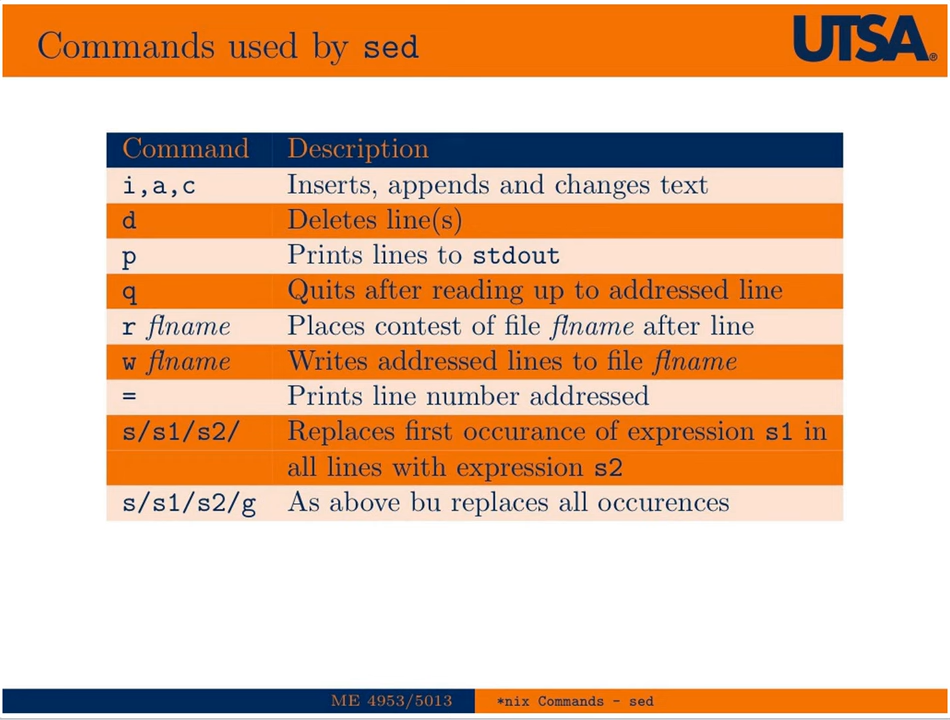 Commands used by sed
UTSA®
Command Description
i,a,c Inserts, appends and changes text
d Deletes line(s)
p Prints lines to stdout
q Quits after reading up to addressed line
r flname Places contest of file flname after line
w flname Writes addressed lines to file flname
= Prints line number addressed
s/s1/s2/ Replaces first occurance of expression s1 in
all lines with expression s2
s/s1/s2/g As above bu replaces all occurences
ME 4953/5013 *nix Commands - sed